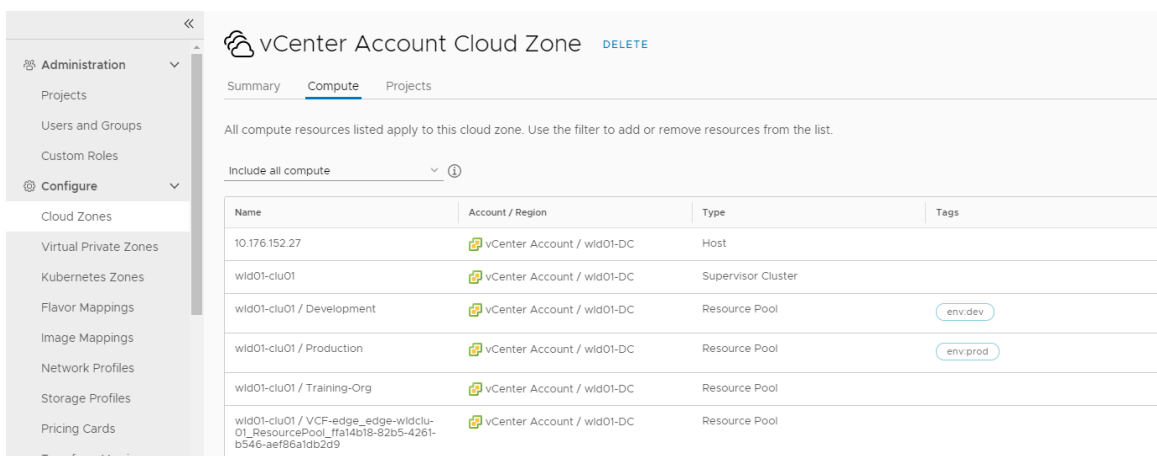 «
vCenter Account Cloud Zone DELETE
Administration
Projects
Users and Groups
Custom Roles
Configure
Cloud Zones
Virtual Private Zones
Kubernetes Zones
Flavor Mappings
Image Mappings
Network Profiles
Storage Profiles
Pricing Cards
Summary Compute Projects
All compute resources listed apply to this cloud zone. Use the filter to add or remove resources from the list.
Include all compute
Name Account / Region Type Tags
10.176.152.27 vCenter Account / wld01-DC Host
wld01-clu01 vCenter Account / wld01-DC Supervisor Cluster
wld01-clu01 / Development vCenter Account / wld01-DC Resource Pool env:dev
wld01-clu01 / Production vCenter Account / wld01-DC Resource Pool env:prod
wld01-clu01 / Training-Org vCenter Account / wld01-DC Resource Pool
wld01-clu01 / VCF-edge_edge-wldclu- vCenter Account / wld01-DC Resource Pool
01_ResourcePool_ffa14b18-82b5-4261-
b546-aef86a1db2d9